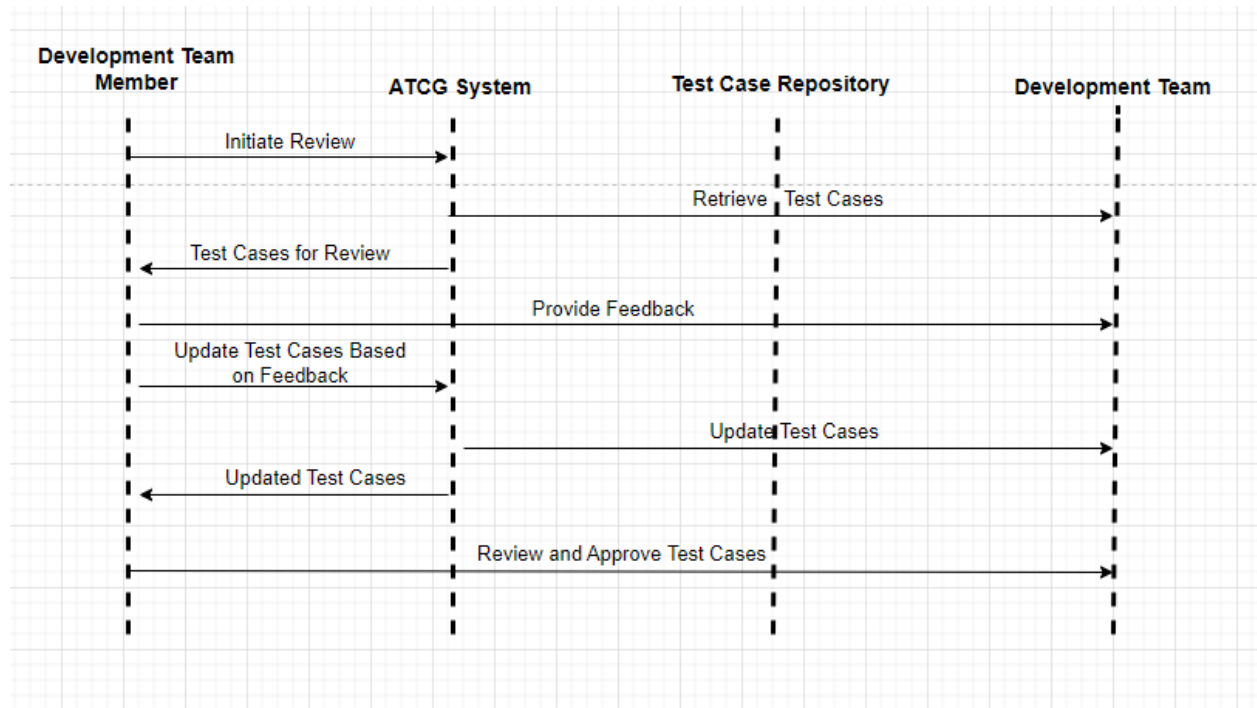 Development Team
Member
ATCG System
Test Case Repository
Development Team
Initiate Review
Retrieve Test Cases
Test Cases for Review
Provide Feedback
Update Test Cases Based
on Feedback
Update Test Cases
Updated Test Cases
Review and Approve Test Cases